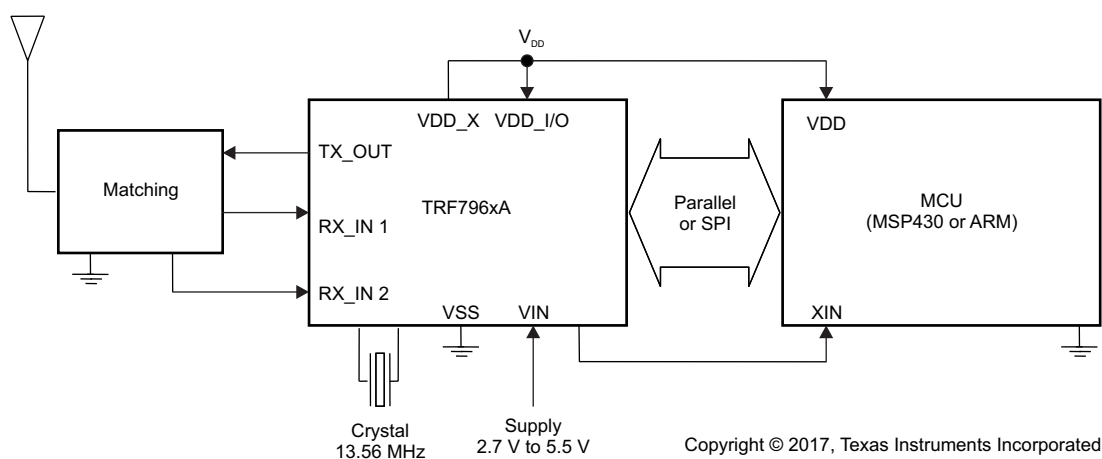 V_DD
VDD_X VDD_I/O
VDD
TX_OUT
Matching
TRF796xA
Parallel
or SPI
MCU
(MSP430 or ARM)
RX_IN 1
RX_IN 2
VSS
VIN
XIN
Crystal
13.56 MHz
Supply
2.7 V to 5.5 V
Copyright © 2017, Texas Instruments Incorporated